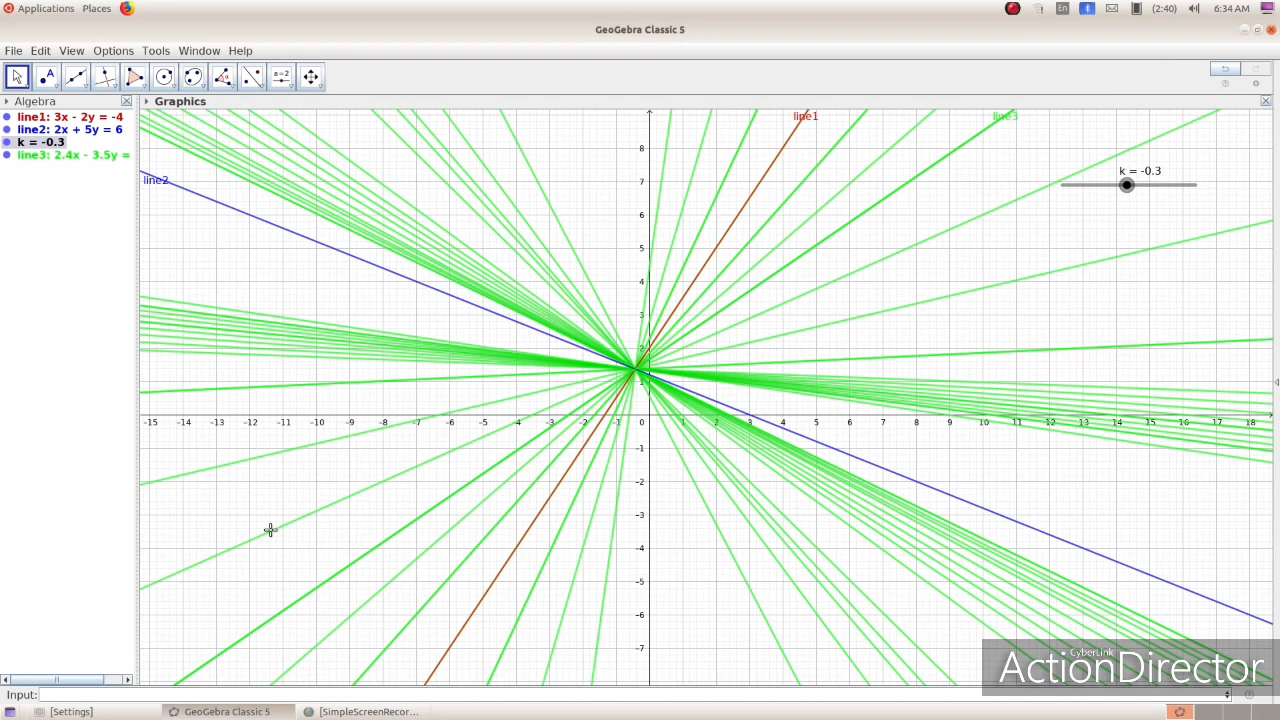 Applications Places En (2:40) 6:34 AM
GeoGebra Classic 5
File Edit View Options Tools Window Help
A a=2
Algebra Graphics
line1: 3x - 2y = -4
line2: 2x + 5y = 6
k = -0.3
line3: 2.4x - 3.5y =
line1 line3
line2
k = -0.3
8
7
6
5
4
3
2
1
-15 -14 -13 -12 -11 -10 -9 -8 -7 -6 -5 -4 -3 -2 -1 0 1 2 3 4 5 6 7 8 9 10 11 12 13 14 15 16 17 18
-1
-2
-3
-4
-5
-6
-7
CyberLink
ActionDirector
Input:
[Settings] GeoGebra Classic 5 [SimpleScreenRecor...